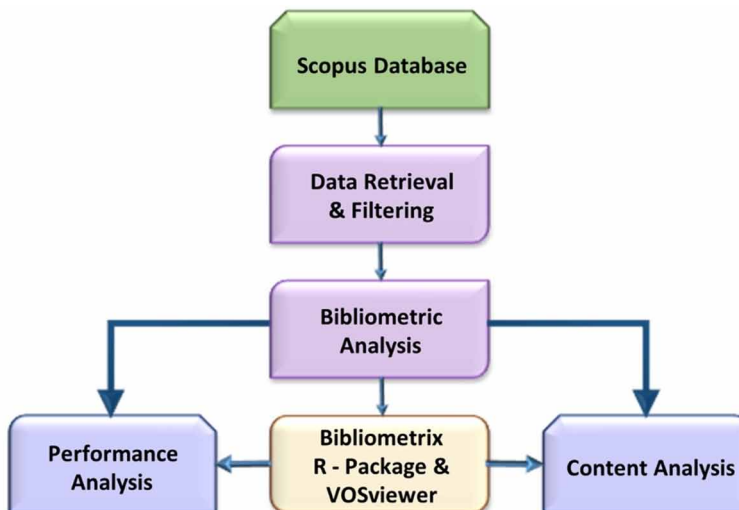 Scopus Database
Data Retrieval
& Filtering
Bibliometric
Analysis
Performance
Analysis
Bibliometrix
R - Package &
VOSviewer
Content Analysis